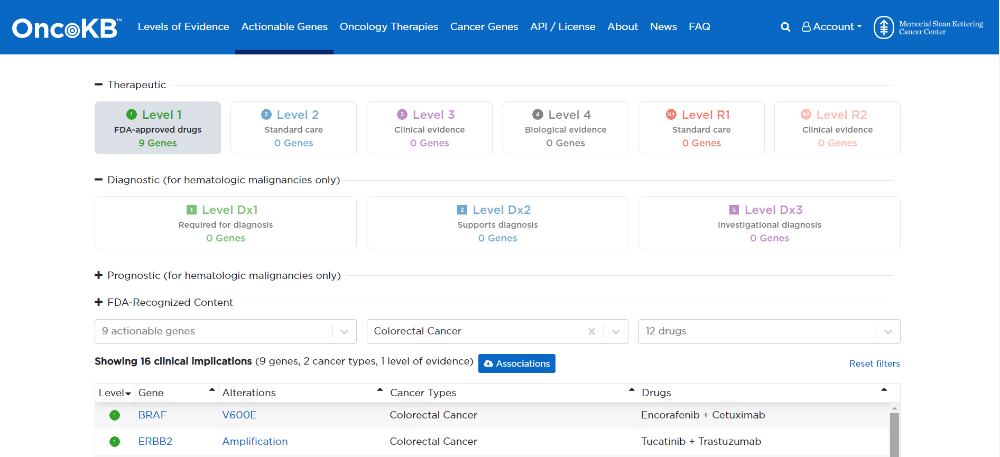 OncoKB™ Levels of Evidence Actionable Genes Oncology Therapies Cancer Genes API / License About News FAQ Account Memorial Sloan Kettering
Cancer Center
Therapeutic
1 Level 1
FDA-approved drugs
9 Genes
2 Level 2
Standard care
0 Genes
3 Level 3
Clinical evidence
0 Genes
4 Level 4
Biological evidence
0 Genes
R1 Level R1
Standard care
0 Genes
R2 Level R2
Clinical evidence
0 Genes
Diagnostic (for hematologic malignancies only)
1 Level Dx1
Required for diagnosis
0 Genes
2 Level Dx2
Supports diagnosis
0 Genes
3 Level Dx3
Investigational diagnosis
0 Genes
Prognostic (for hematologic malignancies only)
FDA-Recognized Content
9 actionable genes Colorectal Cancer 12 drugs
Showing 16 clinical implications (9 genes, 2 cancer types, 1 level of evidence) Associations Reset filters
Level Gene Alterations Cancer Types Drugs
1 BRAF V600E Colorectal Cancer Encorafenib + Cetuximab
1 ERBB2 Amplification Colorectal Cancer Tucatinib + Trastuzumab